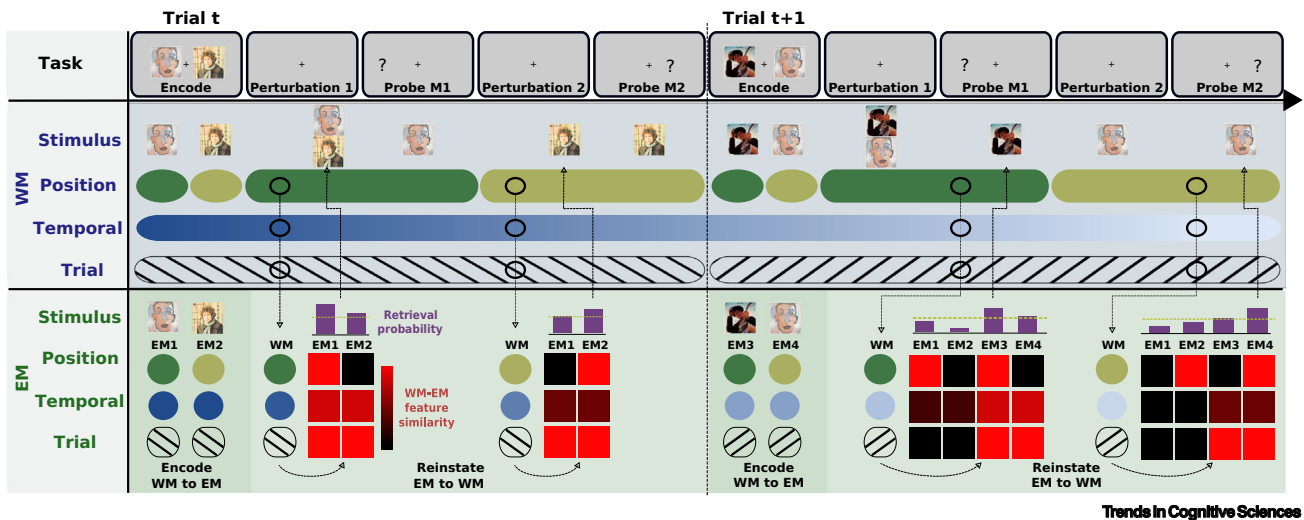 Trial t
Trial t+1
Task
+
Encode
+
Perturbation 1
? +
Probe M1
+
Perturbation 2
+ ?
Probe M2
+
Encode
+
Perturbation 1
? +
Probe M1
+
Perturbation 2
+ ?
Probe M2
WM
Stimulus
Position
Temporal
Trial
EM
Stimulus
Position
Temporal
Trial
EM1 EM2
WM
EM1 EM2
Retrieval
probability
WM
EM1 EM2
EM3 EM4
WM
EM1 EM2 EM3 EM4
WM
EM1 EM2 EM3 EM4
WM-EM
feature
similarity
Encode
WM to EM
Reinstate
EM to WM
Encode
WM to EM
Reinstate
EM to WM
Trends in Cognitive Sciences